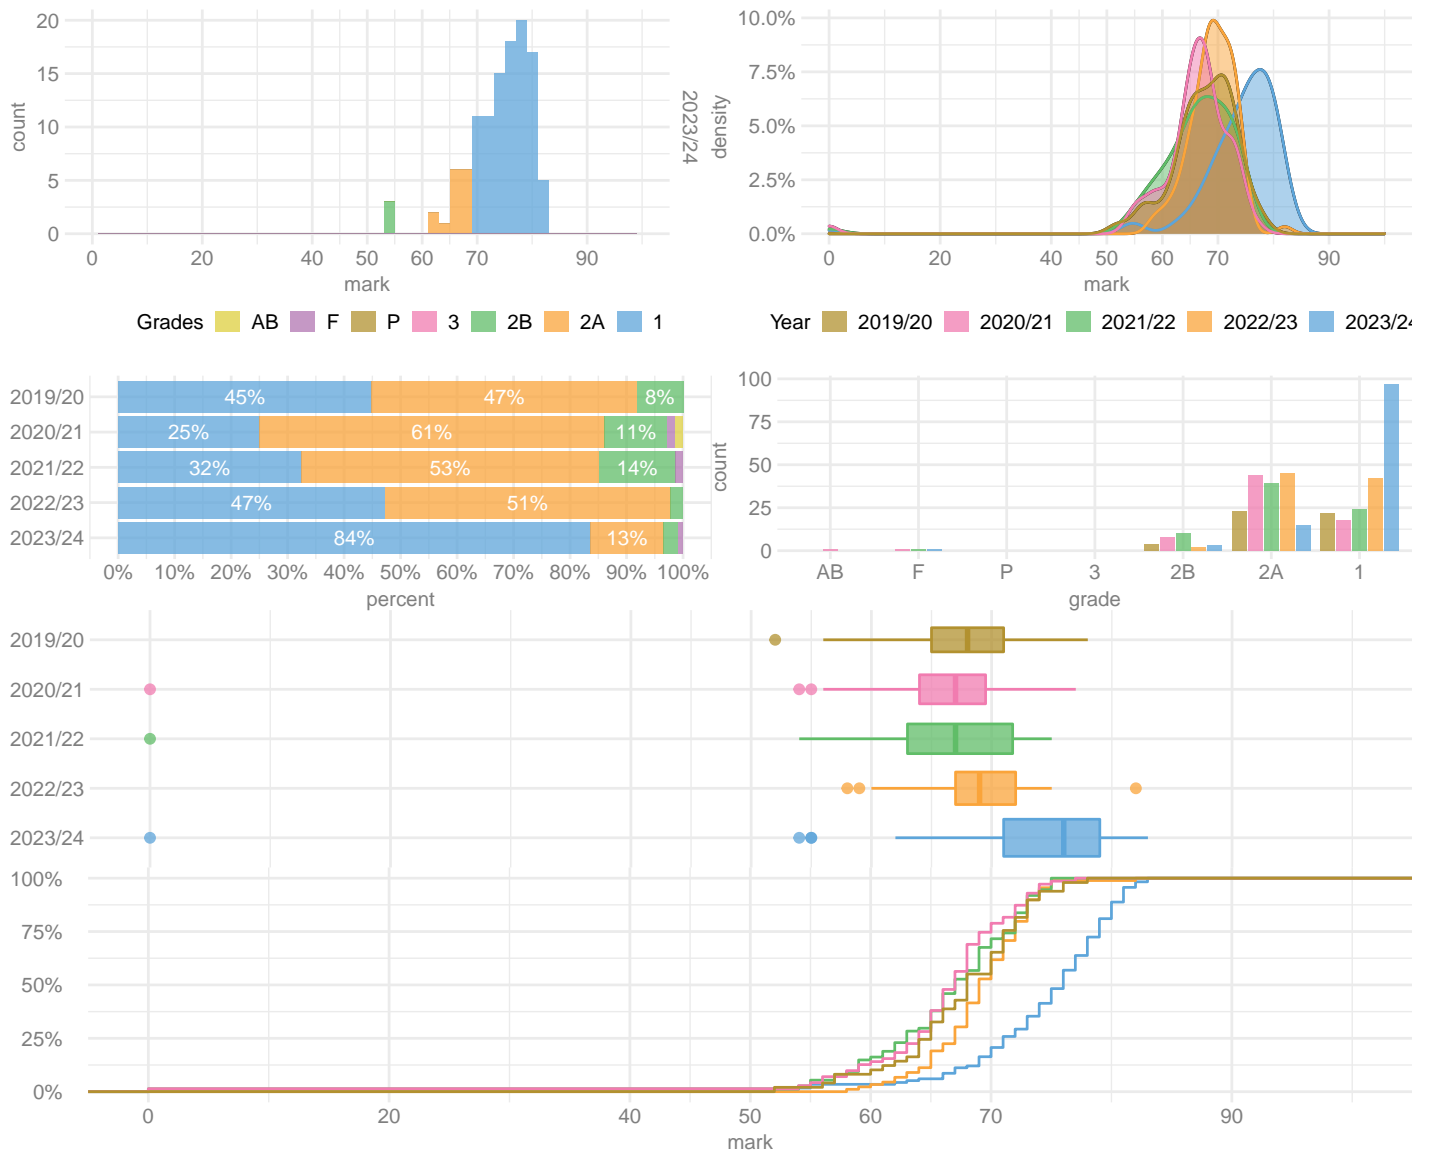 20
15
10
5
0
count
0 20 40 50 60 70 90
mark
2023/24
10.0%
7.5%
5.0%
2.5%
0.0%
density
0 20 40 50 60 70 90
mark
Grades AB F P 3 2B 2A 1
Year 2019/20 2020/21 2021/22 2022/23 2023/24
2019/20 45% 47% 8%
2020/21 25% 61% 11%
2021/22 32% 53% 14%
2022/23 47% 51%
2023/24 84% 13%
0% 10% 20% 30% 40% 50% 60% 70% 80% 90% 100%
percent
100
75
50
25
0
count
AB F P 3 2B 2A 1
grade
2019/20
2020/21
2021/22
2022/23
2023/24
100%
75%
50%
25%
0%
0 20 40 50 60 70 90
mark